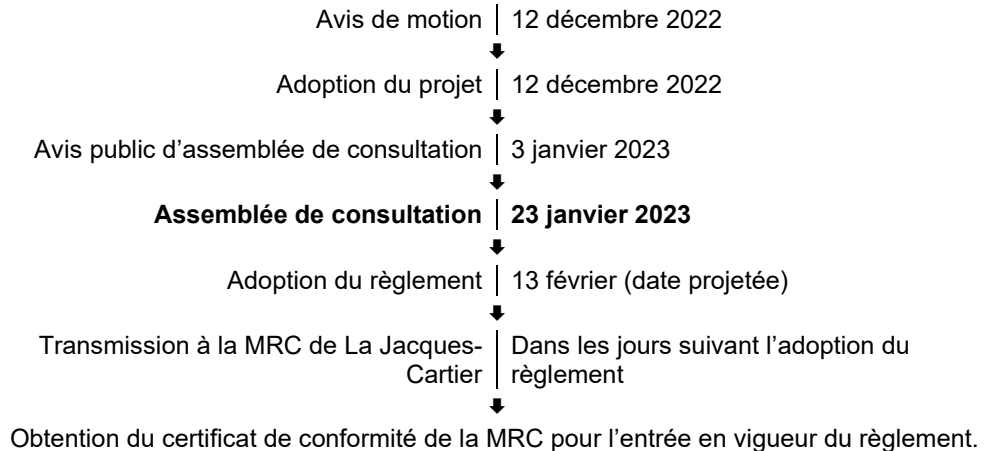 Avis de motion 12 décembre 2022
Adoption du projet 12 décembre 2022
Avis public d’assemblée de consultation 3 janvier 2023
Assemblée de consultation 23 janvier 2023
Adoption du règlement 13 février (date projetée)
Transmission à la MRC de La Jacques-
Cartier
Dans les jours suivant l’adoption du
règlement
Obtention du certificat de conformité de la MRC pour l’entrée en vigueur du règlement.